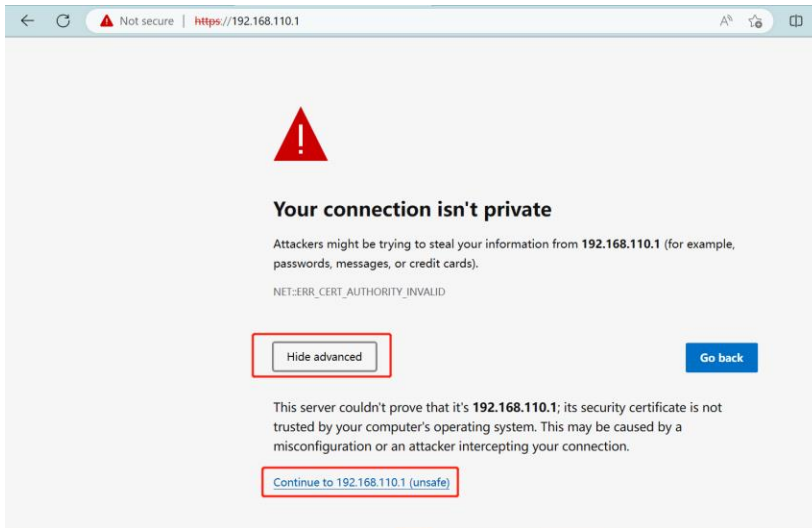 Not secure | https://192.168.110.1
Your connection isn't private
Attackers might be trying to steal your information from 192.168.110.1 (for example,
passwords, messages, or credit cards).
NET::ERR_CERT_AUTHORITY_INVALID
Hide advanced
Go back
This server couldn't prove that it's 192.168.110.1; its security certificate is not
trusted by your computer's operating system. This may be caused by a
misconfiguration or an attacker intercepting your connection.
Continue to 192.168.110.1 (unsafe)